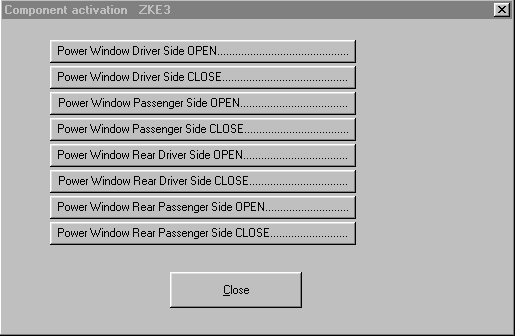 Component activation ZKE3
Power Window Driver Side OPEN............................................
Power Window Driver Side CLOSE..........................................
Power Window Passenger Side OPEN....................................
Power Window Passenger Side CLOSE..................................
Power Window Rear Driver Side OPEN...................................
Power Window Rear Driver Side CLOSE.................................
Power Window Rear Passenger Side OPEN............................
Power Window Rear Passenger Side CLOSE..........................
Close